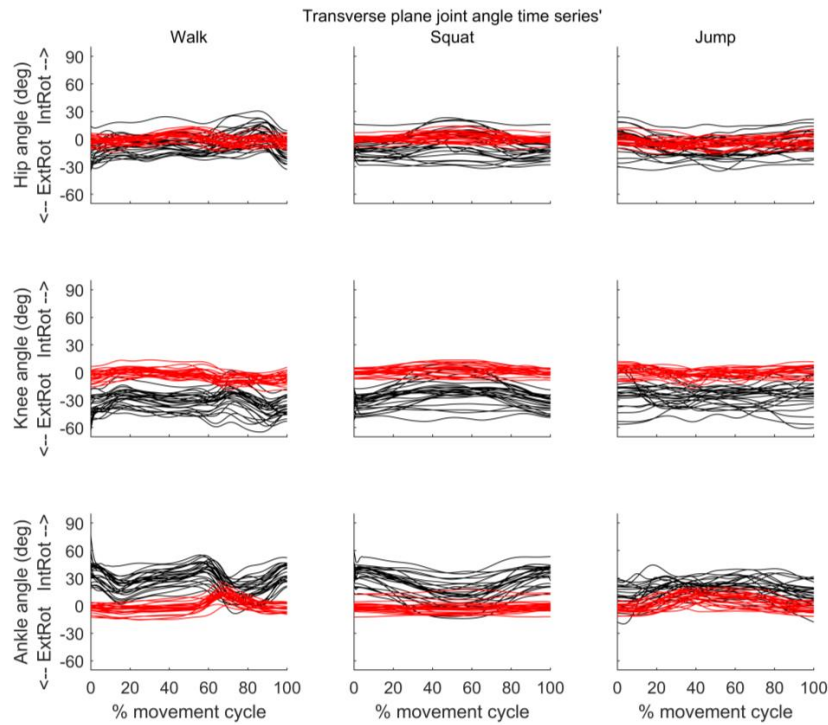 Transverse plane joint angle time series'
Walk Squat Jump
Hip angle (deg)
<-- ExtRot IntRot -->
90
60
30
0
-30
-60
0 20 40 60 80 100
0 20 40 60 80 100
0 20 40 60 80 100
Knee angle (deg)
<-- ExtRot IntRot -->
90
60
30
0
-30
-60
Ankle angle (deg)
<-- ExtRot IntRot -->
90
60
30
0
-30
-60
% movement cycle % movement cycle % movement cycle